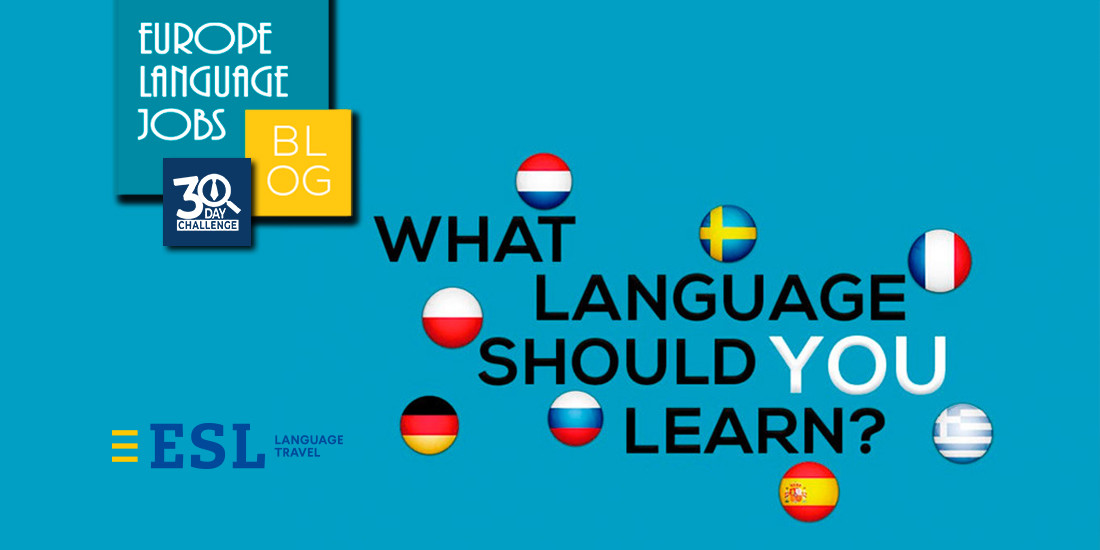 EUROPE
LANGUAGE
JOBS
BL
OG
30
DAY
CHALLENGE
WHAT
LANGUAGE
SHOULD YOU
LEARN?
ESL
LANGUAGE
TRAVEL